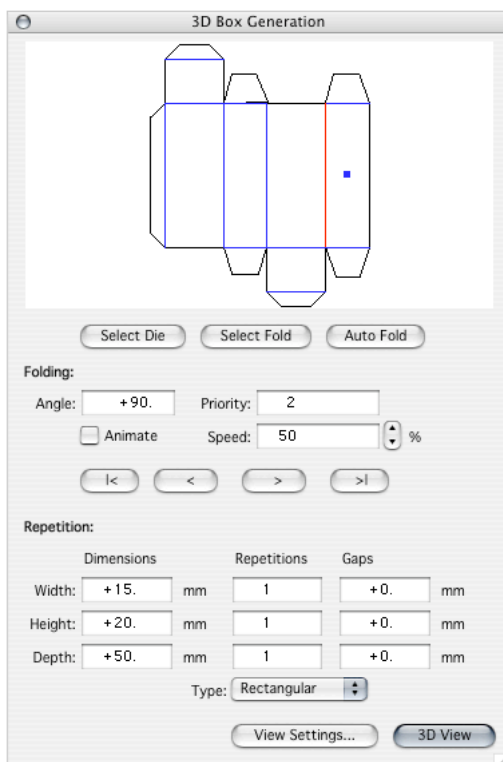 3D Box Generation
Select Die Select Fold Auto Fold
Folding:
Angle: +90. Priority: 2
Animate Speed: 50 %
|< < > >|
Repetition:
Dimensions Repetitions Gaps
Width: +15. mm 1 +0. mm
Height: +20. mm 1 +0. mm
Depth: +50. mm 1 +0. mm
Type: Rectangular
View Settings... 3D View